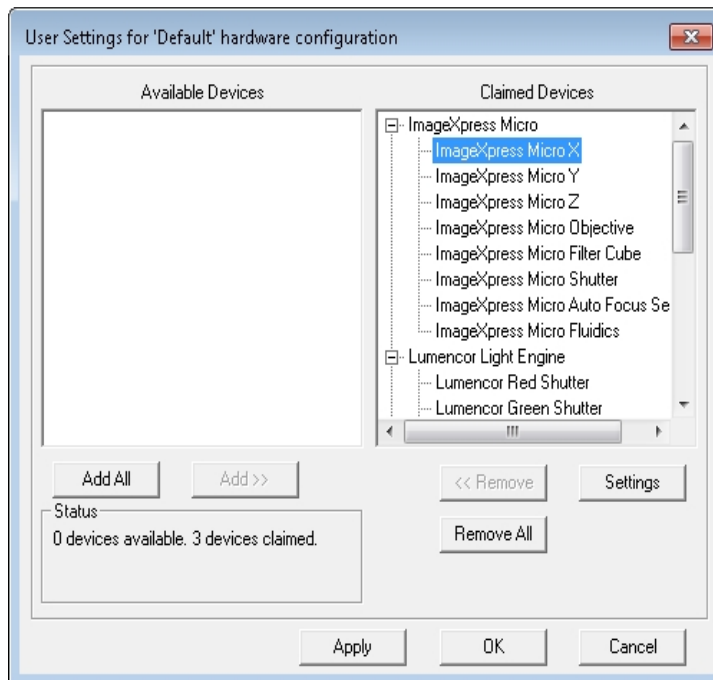 User Settings for 'Default' hardware configuration
Available Devices
Claimed Devices
ImageXpress Micro
ImageXpress Micro X
ImageXpress Micro Y
ImageXpress Micro Z
ImageXpress Micro Objective
ImageXpress Micro Filter Cube
ImageXpress Micro Shutter
ImageXpress Micro Auto Focus Se
ImageXpress Micro Fluidics
Lumencor Light Engine
Lumencor Red Shutter
Lumencor Green Shutter
Add All
Add >>
<< Remove
Settings
Status
0 devices available. 3 devices claimed.
Remove All
Apply
OK
Cancel